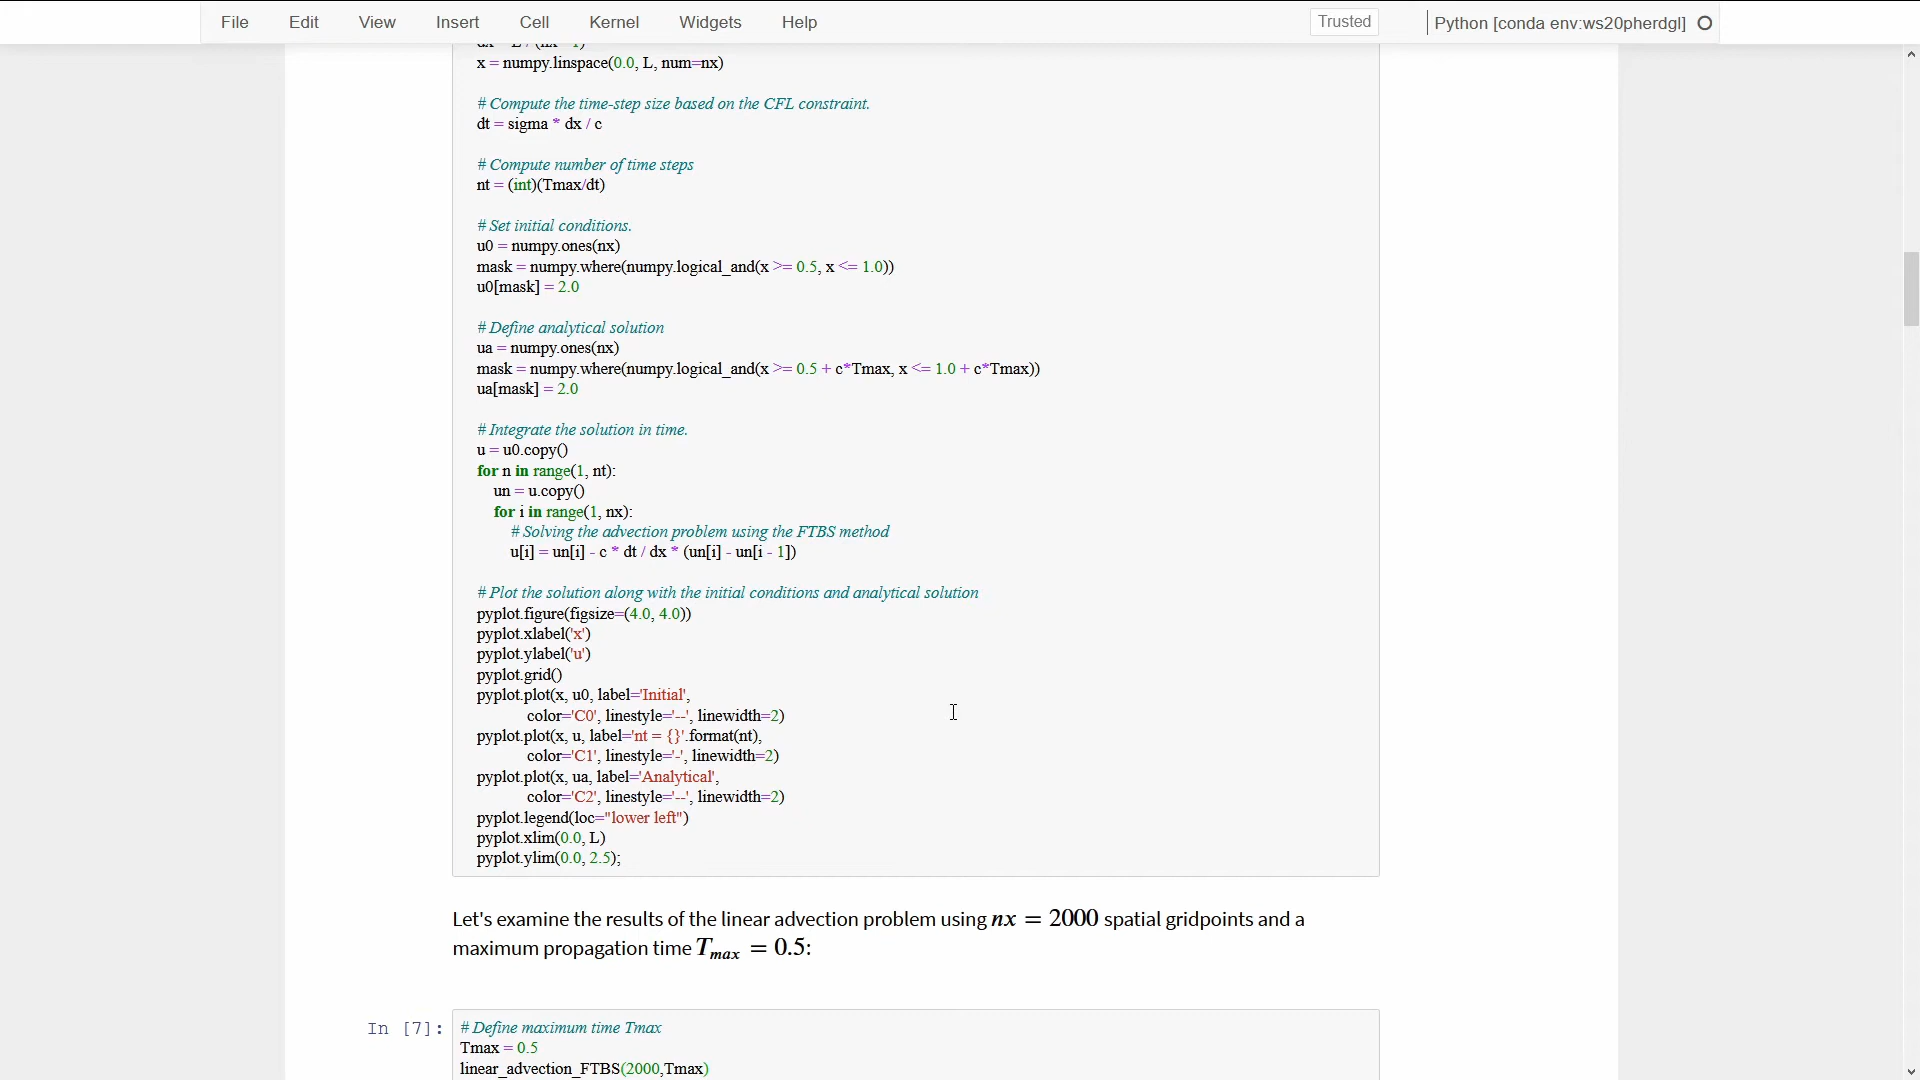 File Edit View Insert Cell Kernel Widgets Help Trusted Python [conda env:ws20pherdgl]
dx = L / (nx - 1)
x = numpy.linspace(0.0, L, num=nx)
# Compute the time-step size based on the CFL constraint.
dt = sigma * dx / c
# Compute number of time steps
nt = (int)(Tmax/dt)
# Set initial conditions.
u0 = numpy.ones(nx)
mask = numpy.where(numpy.logical_and(x >= 0.5, x <= 1.0))
u0[mask] = 2.0
# Define analytical solution
ua = numpy.ones(nx)
mask = numpy.where(numpy.logical_and(x >= 0.5 + c*Tmax, x <= 1.0 + c*Tmax))
ua[mask] = 2.0
# Integrate the solution in time.
u = u0.copy()
for n in range(1, nt):
un = u.copy()
for i in range(1, nx):
# Solving the advection problem using the FTBS method
u[i] = un[i] - c * dt / dx * (un[i] - un[i - 1])
# Plot the solution along with the initial conditions and analytical solution
pyplot.figure(figsize=(4.0, 4.0))
pyplot.xlabel('x')
pyplot.ylabel('u')
pyplot.grid()
pyplot.plot(x, u0, label='Initial',
color='C0', linestyle='--', linewidth=2)
pyplot.plot(x, u, label='nt = {}'.format(nt),
color='C1', linestyle='-', linewidth=2)
pyplot.plot(x, ua, label='Analytical',
color='C2', linestyle='--', linewidth=2)
pyplot.legend(loc="lower left")
pyplot.xlim(0.0, L)
pyplot.ylim(0.0, 2.5);
Let's examine the results of the linear advection problem using nx = 2000 spatial gridpoints and a
maximum propagation time Tmax = 0.5:
In [7]: # Define maximum time Tmax
Tmax = 0.5
linear_advection_FTBS(2000,Tmax)